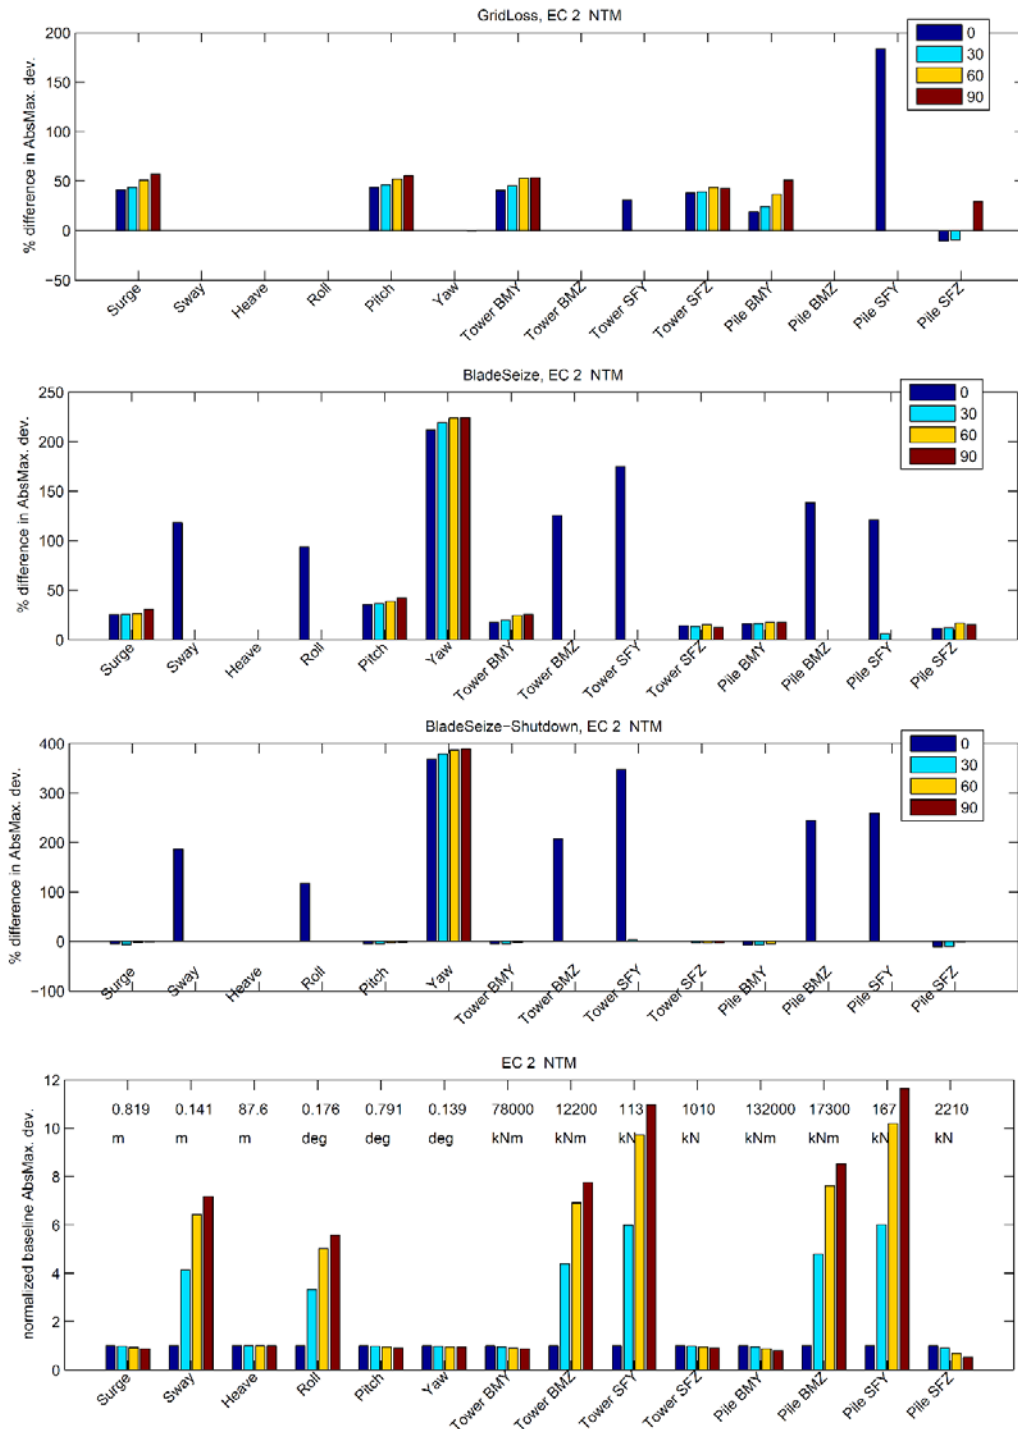 GridLoss, EC 2 NTM
% difference in AbsMax. dev.
200
150
100
50
0
−50
0
30
60
90
Surge
Sway
Heave
Roll
Pitch
Yaw
Tower BMY
Tower BMZ
Tower SFY
Tower SFZ
Pile BMY
Pile BMZ
Pile SFY
Pile SFZ
BladeSeize, EC 2 NTM
% difference in AbsMax. dev.
250
200
150
100
50
0
0
30
60
90
Surge
Sway
Heave
Roll
Pitch
Yaw
Tower BMY
Tower BMZ
Tower SFY
Tower SFZ
Pile BMY
Pile BMZ
Pile SFY
Pile SFZ
BladeSeize−Shutdown, EC 2 NTM
% difference in AbsMax. dev.
400
300
200
100
0
−100
0
30
60
90
Surge
Sway
Heave
Roll
Pitch
Yaw
Tower BMY
Tower BMZ
Tower SFY
Tower SFZ
Pile BMY
Pile BMZ
Pile SFY
Pile SFZ
EC 2 NTM
normalized baseline AbsMax. dev.
12
10
8
6
4
2
0
0.819 0.141 87.6 0.176 0.791 0.139 78000 12200 113 1010 132000 17300 167 2210
m m m deg deg deg kNm kNm kN kN kNm kNm kN kN
Surge
Sway
Heave
Roll
Pitch
Yaw
Tower BMY
Tower BMZ
Tower SFY
Tower SFZ
Pile BMY
Pile BMZ
Pile SFY
Pile SFZ